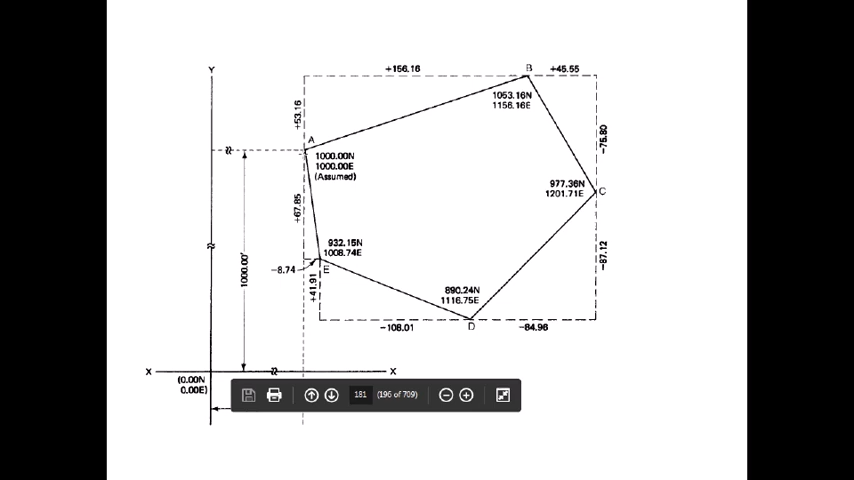 +156.16
B
+45.55
Y
1053.16N
1156.16E
+53.16
-75.80
A
1000.00N
1000.00E
(Assumed)
977.36N
1201.71E
C
+67.85
932.15N
1008.74E
-87.12
E
-8.74
1000.00'
+41.91
890.24N
1116.75E
-108.01
D
-84.96
X
X
(0.00N
0.00E)
181
(196 of 709)